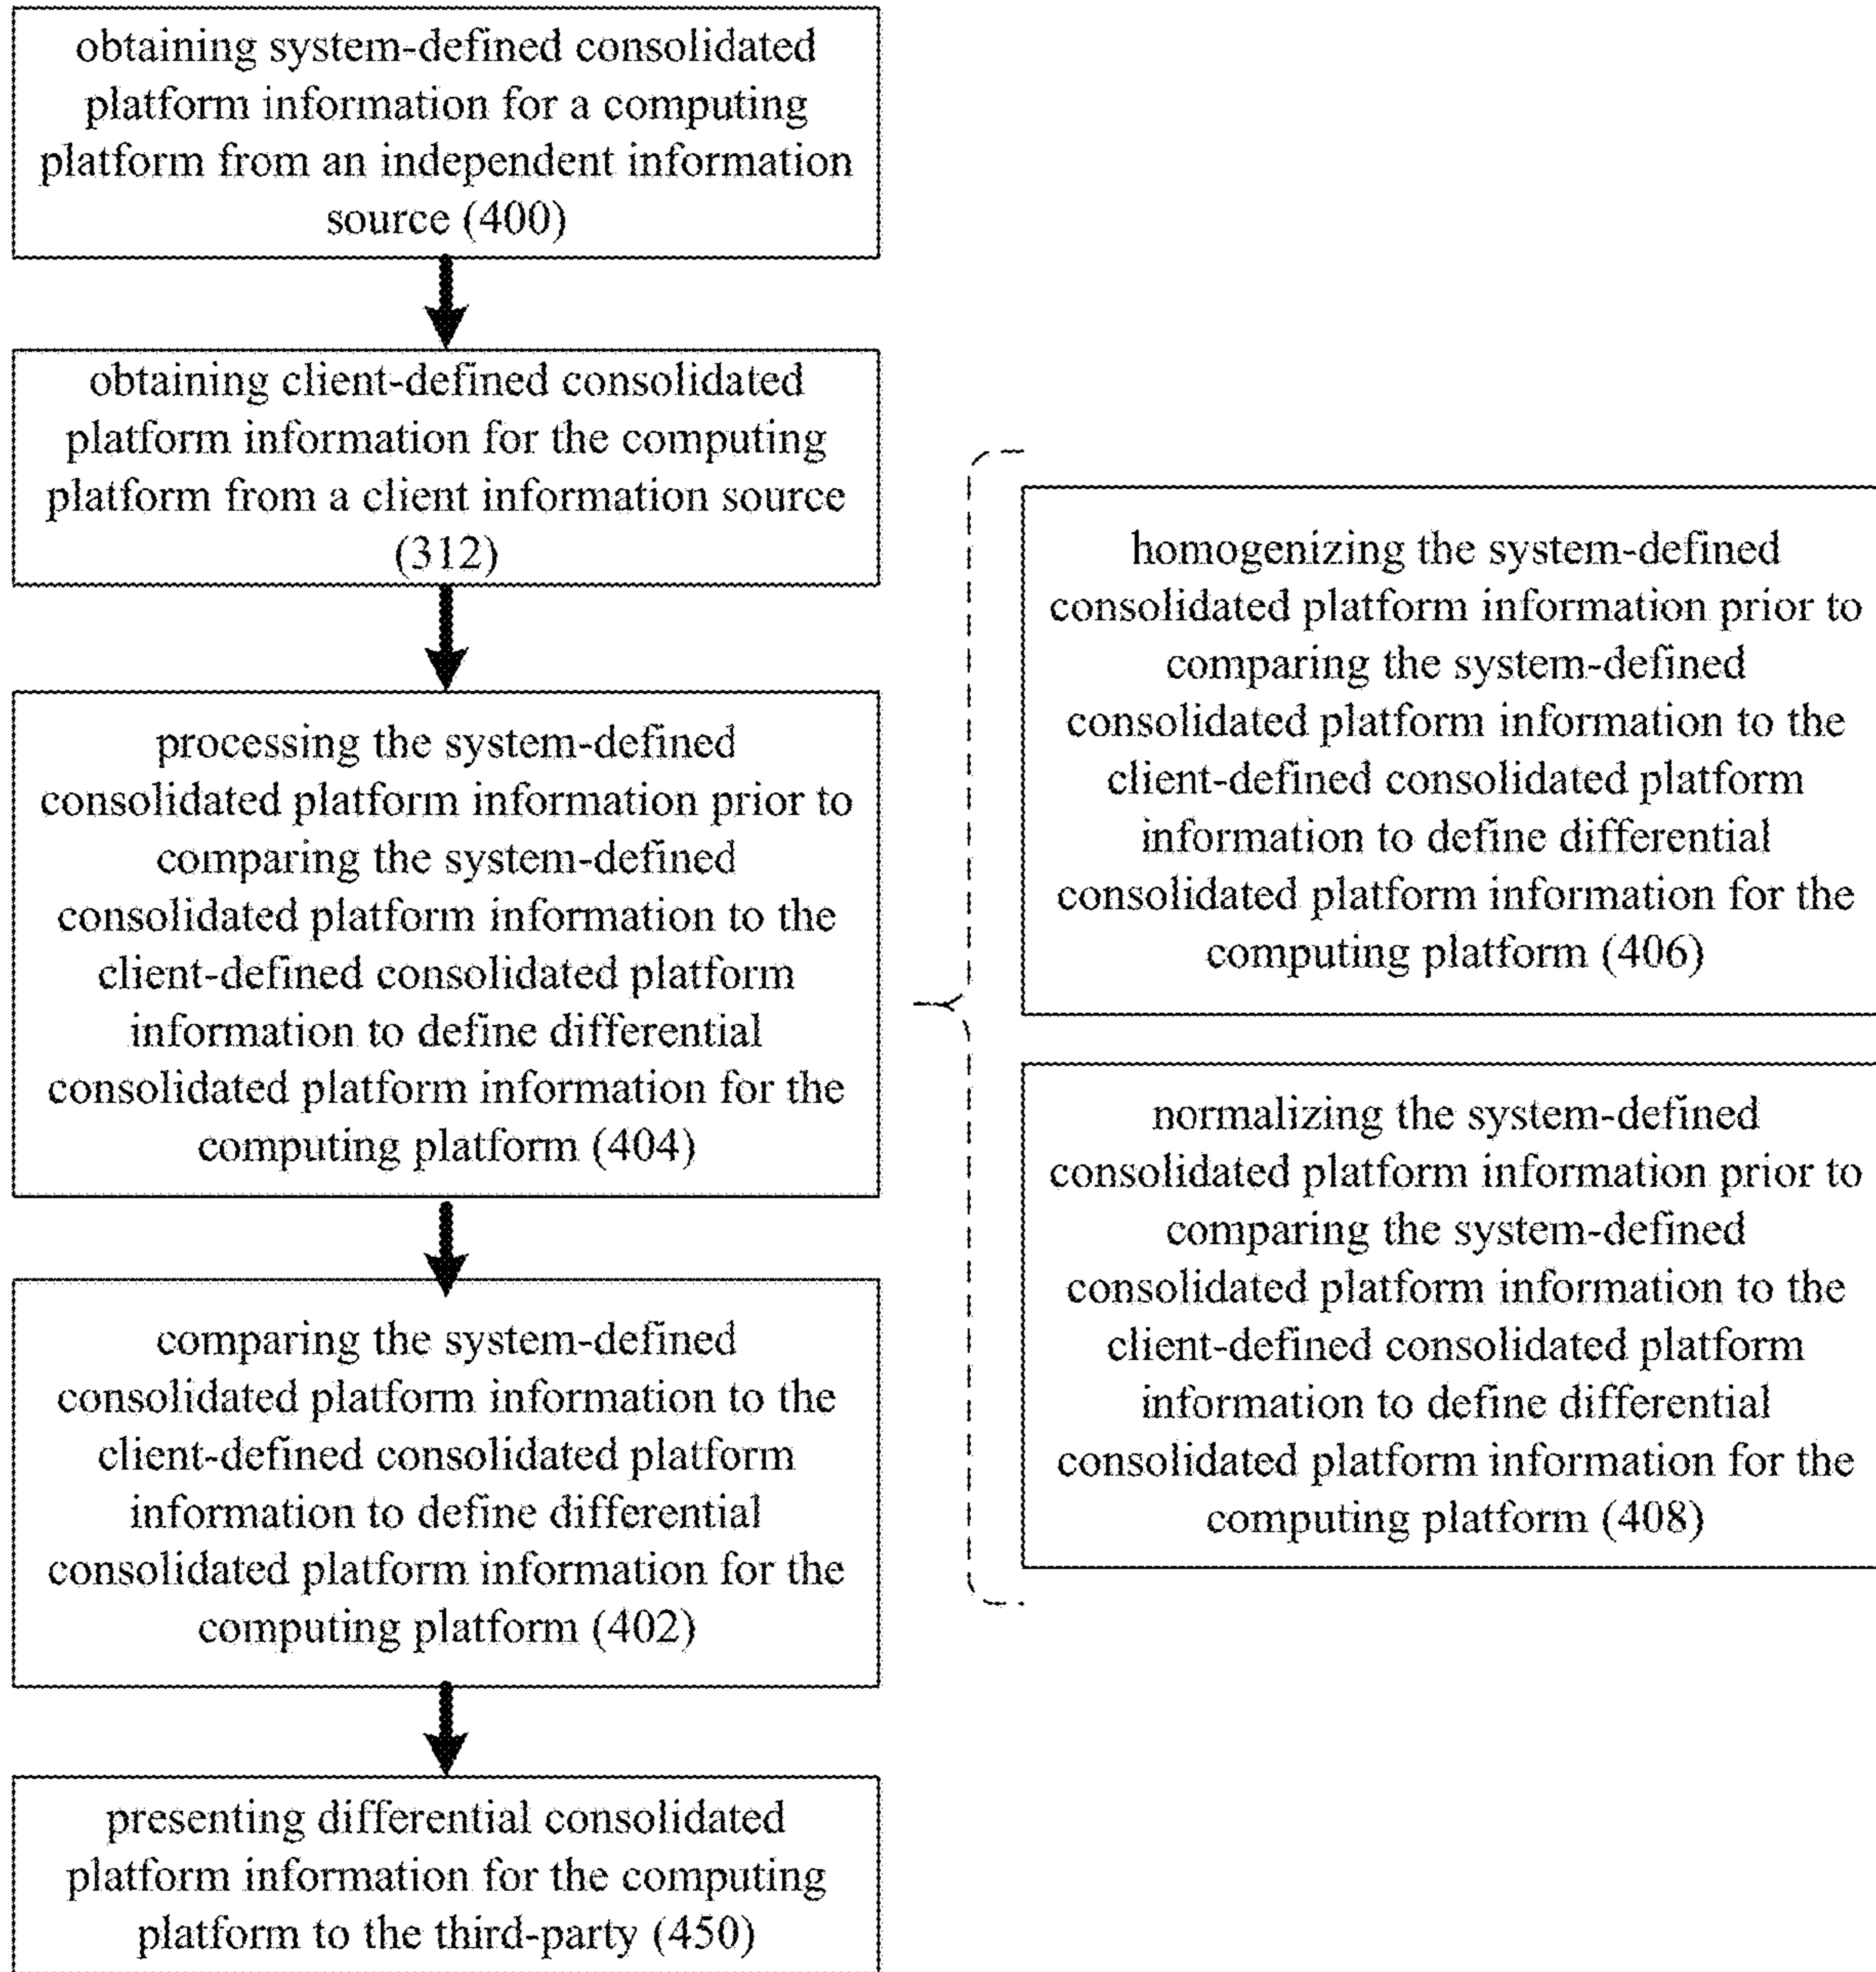 obtaining system-defined consolidated
platform information for a computing
platform from an independent information
source (400)
obtaining client-defined consolidated
platform information for the computing
platform from a client information source
(312)
processing the system-defined
consolidated platform information prior to
comparing the system-defined
consolidated platform information to the
client-defined consolidated platform
information to define differential
consolidated platform information for the
computing platform (404)
homogenizing the system-defined
consolidated platform information prior to
comparing the system-defined
consolidated platform information to the
client-defined consolidated platform
information to define differential
consolidated platform information for the
computing platform (406)
normalizing the system-defined
consolidated platform information prior to
comparing the system-defined
consolidated platform information to the
client-defined consolidated platform
information to define differential
consolidated platform information for the
computing platform (408)
comparing the system-defined
consolidated platform information to the
client-defined consolidated platform
information to define differential
consolidated platform information for the
computing platform (402)
presenting differential consolidated
platform information for the computing
platform to the third-party (450)